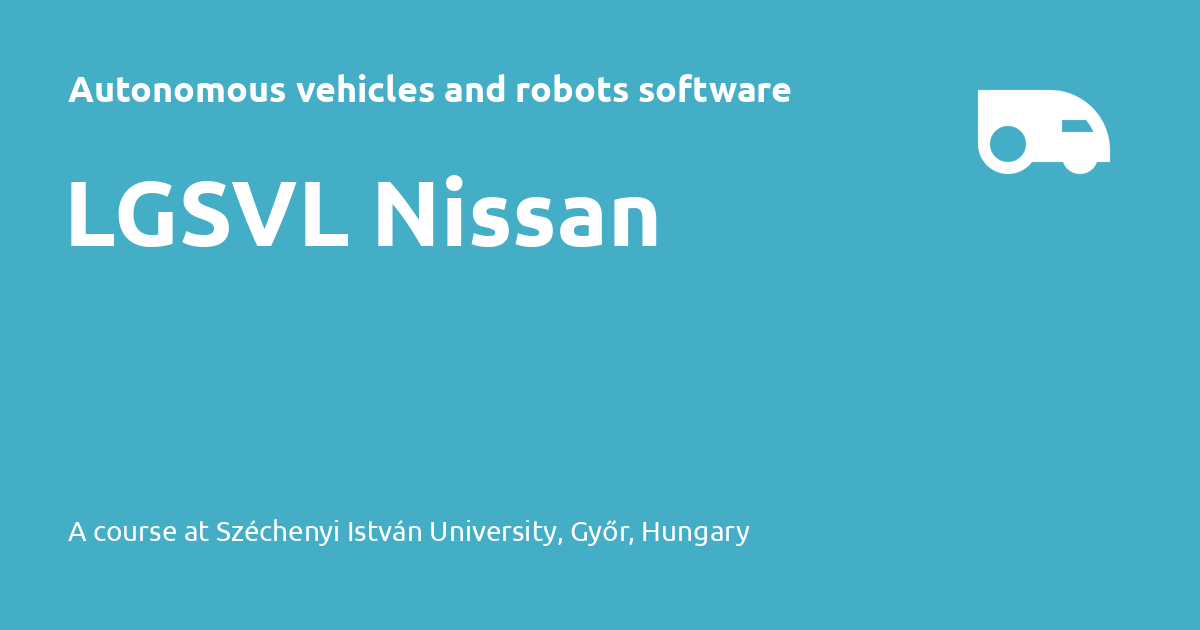 Autonomous vehicles and robots software
LGSVL Nissan
A course at Széchenyi István University, Győr, Hungary